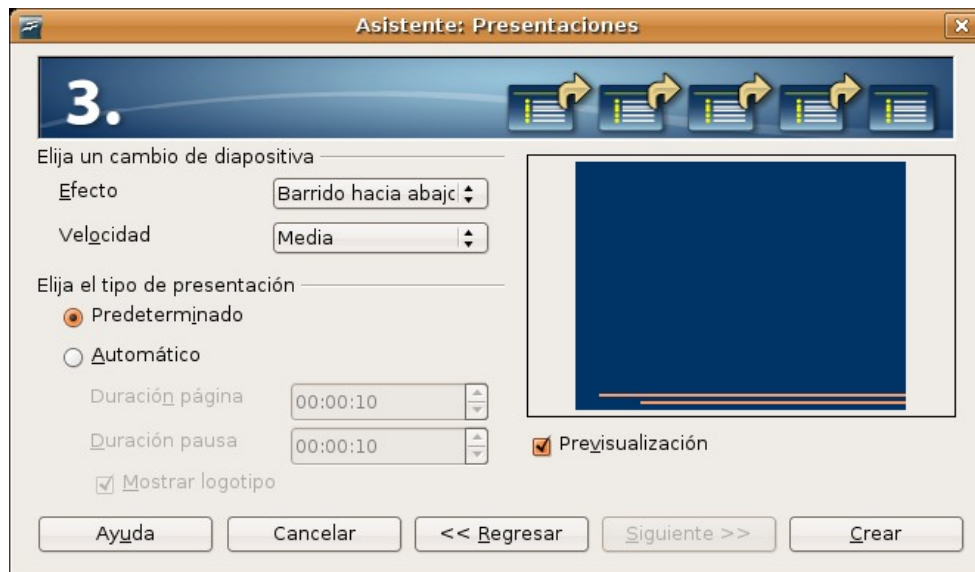 Asistente: Presentaciones
3.
Elija un cambio de diapositiva
Efecto
Barrido hacia abajo
Velocidad
Media
Elija el tipo de presentación
Predeterminado
Automático
Duración página
00:00:10
Duración pausa
00:00:10
Mostrar logotipo
Previsualización
Ayuda
Cancelar
<< Regresar
Siguiente >>
Crear